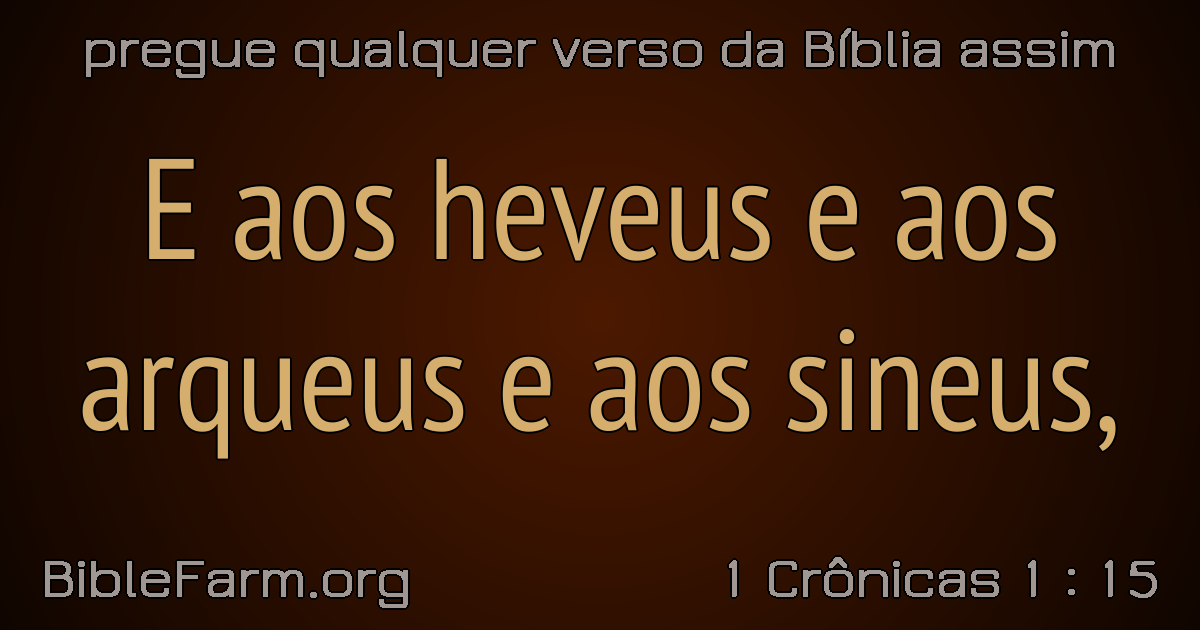 pregue qualquer verso da Bíblia assim
E aos heveus e aos
arqueus e aos sineus,
BibleFarm.org
1 Crônicas 1 : 15